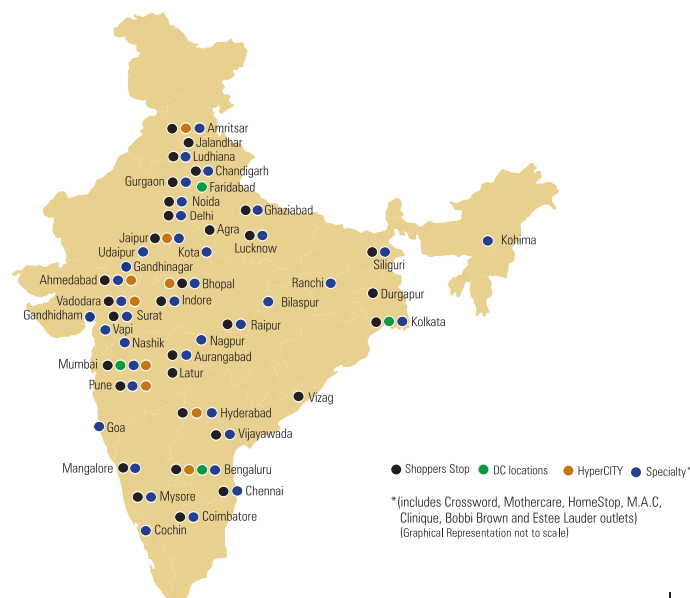 Amritsar
Jalandhar
Ludhiana
Chandigarh
Gurgaon
Faridabad
Noida
Ghaziabad
Delhi
Agra
Lucknow
Jaipur
Kohima
Udaipur
Kota
Siliguri
Gandhinagar
Ahmedabad
Bhopal
Ranchi
Durgapur
Vadodara
Indore
Bilaspur
Gandhidham
Surat
Kolkata
Vapi
Raipur
Nashik
Nagpur
Aurangabad
Mumbai
Latur
Pune
Vizag
Hyderabad
Goa
Vijayawada
Mangalore
Bengaluru
Shoppers Stop DC locations HyperCITY Specialty*
Chennai
Mysore
*(includes Crossword, Mothercare, HomeStop, M.A.C,
Coimbatore
Clinique, Bobbi Brown and Estee Lauder outlets)
Cochin
(Graphical Representation not to scale)